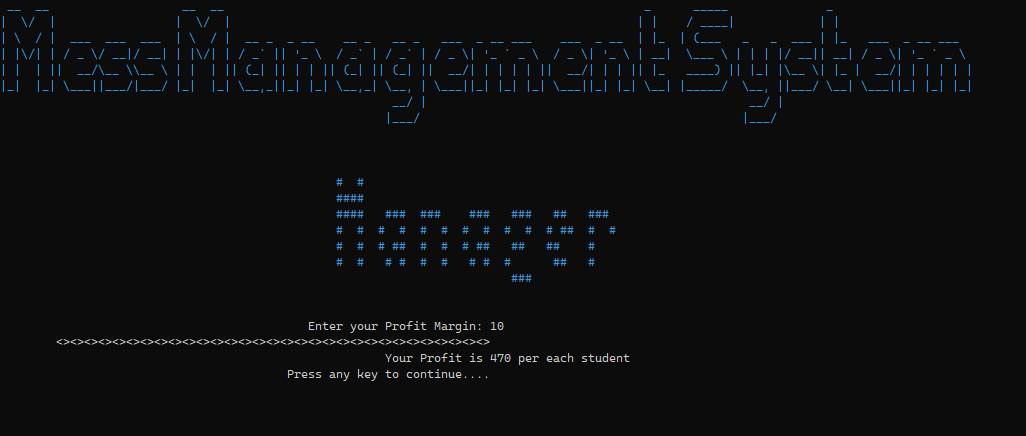 Mess Management System
Manager
Enter your Profit Margin: 10
<><><><><><><><><><><><><><><><><><><><><><><><><><><><><><><>
Your Profit is 470 per each student
Press any key to continue....